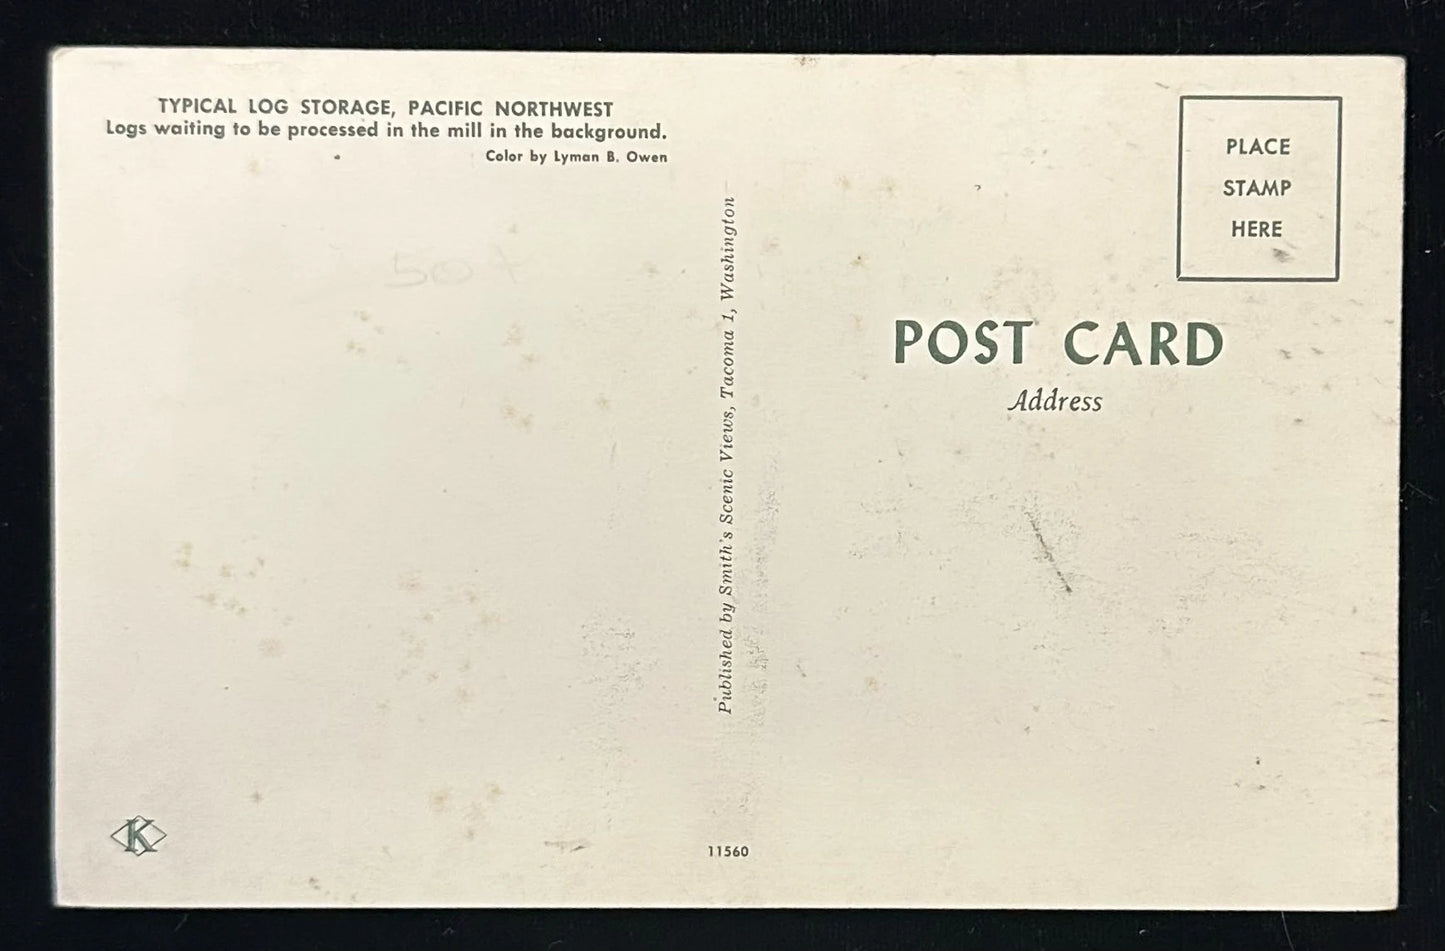 TYPICAL LOG STORAGE, PACIFIC NORTHWEST
Logs waiting to be processed in the mill in the background.
Color by Lyman B. Owen
Published by Smith's Scenic Views, Tacoma 1, Washington
PLACE
STAMP
HERE
POST CARD
Address
K
11560